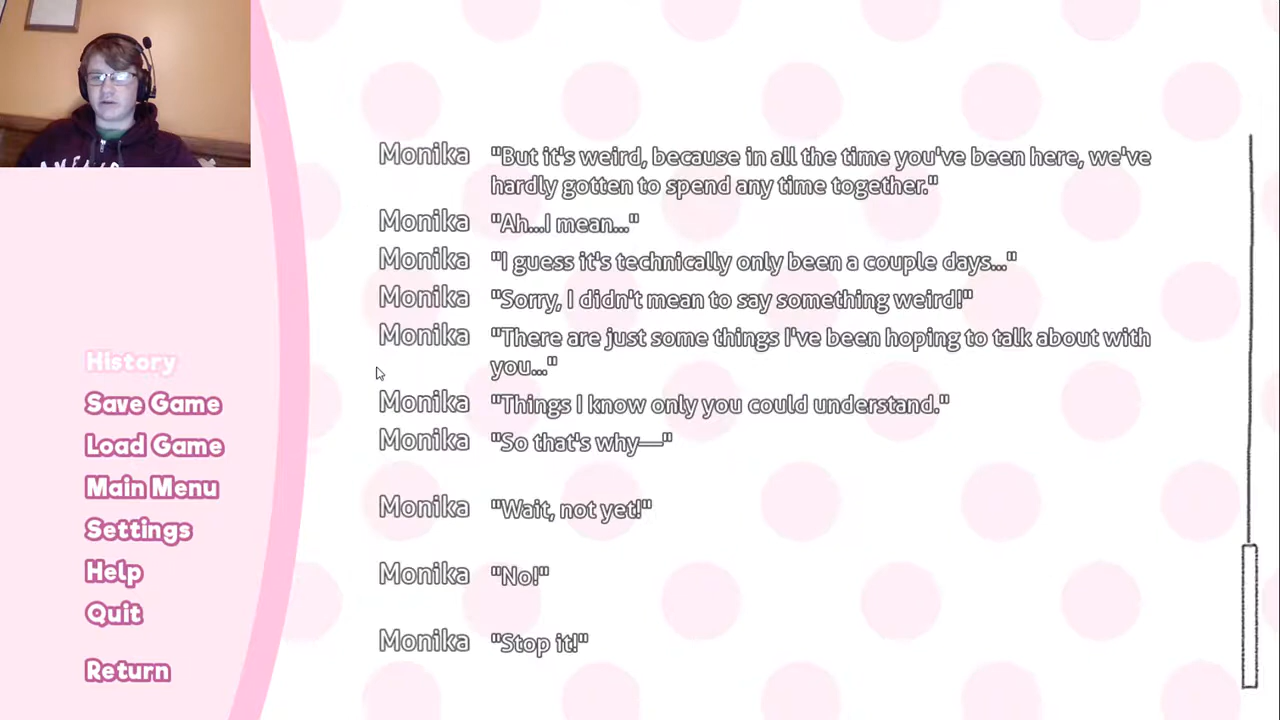 Monika "But it's weird, because in all the time you've been here, we've
hardly gotten to spend any time together."
Monika "Ah...I mean..."
Monika "I guess it's technically only been a couple days..."
Monika "Sorry, I didn't mean to say something weird!"
Monika "There are just some things I've been hoping to talk about with
you..."
Monika "Things I know only you could understand."
Monika "So that's why—"
Monika "Wait, not yet!"
Monika "No!"
Monika "Stop it!"
History
Save Game
Load Game
Main Menu
Settings
Help
Quit
Return